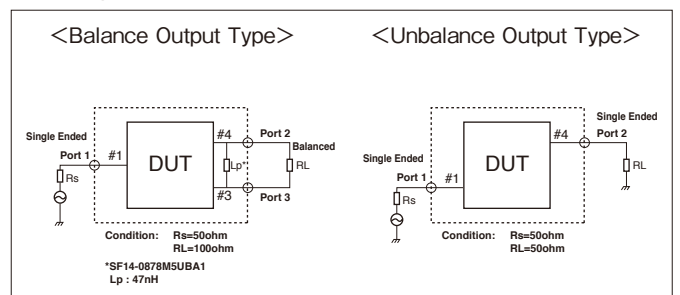 <Balance Output Type>
Single Ended
Port 1
#1
Rs
DUT
#4
Port 2
Balanced
Lp*
RL
#3
Port 3
Condition: Rs=50ohm
RL=100ohm
*SF14-0878M5UBA1
Lp : 47nH
<Unbalance Output Type>
Single Ended
Port 1
#1
Rs
DUT
#4
Single Ended
Port 2
RL
Condition: Rs=50ohm
RL=50ohm